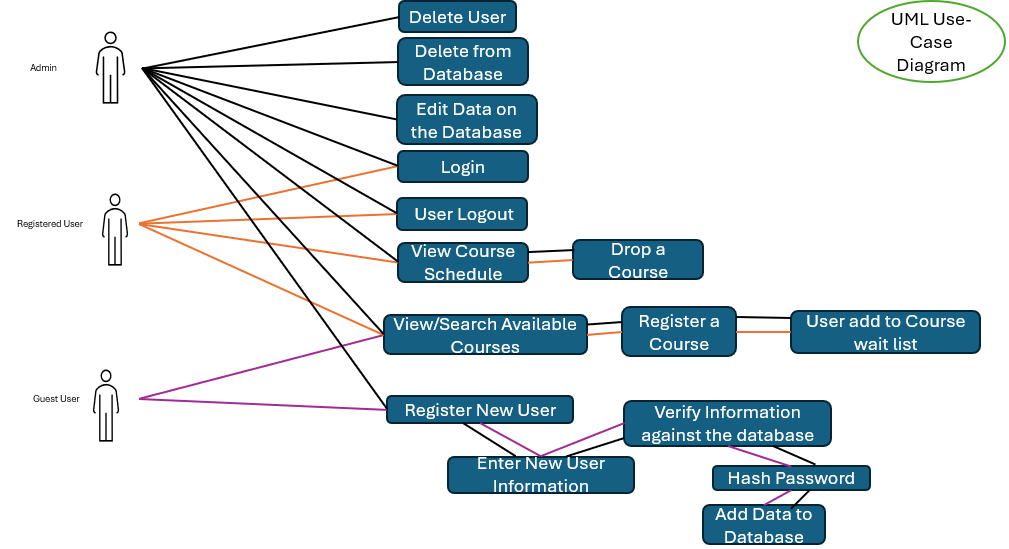 UML Use-
Case
Diagram
Admin
Delete User
Delete from
Database
Edit Data on
the Database
Login
Registered User
User Logout
View Course
Schedule
Drop a
Course
View/Search Available
Courses
Register a
Course
User add to Course
wait list
Guest User
Register New User
Verify Information
against the database
Enter New User
Information
Hash Password
Add Data to
Database